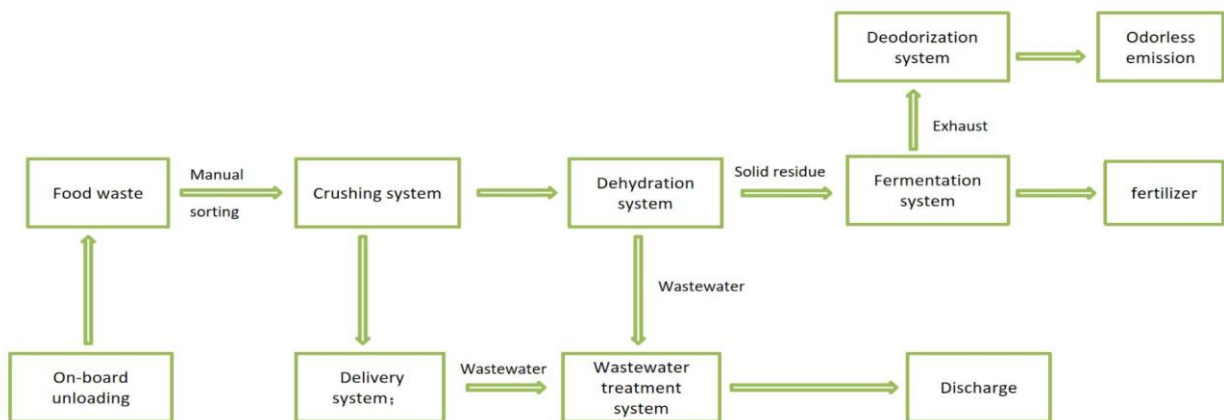 Deodorization
system
Odorless
emission
Exhaust
Food waste
Manual
sorting
Crushing system
Dehydration
system
Solid residue
Fermentation
system
fertilizer
Wastewater
On-board
unloading
Delivery
system；
Wastewater
Wastewater
treatment
system
Discharge